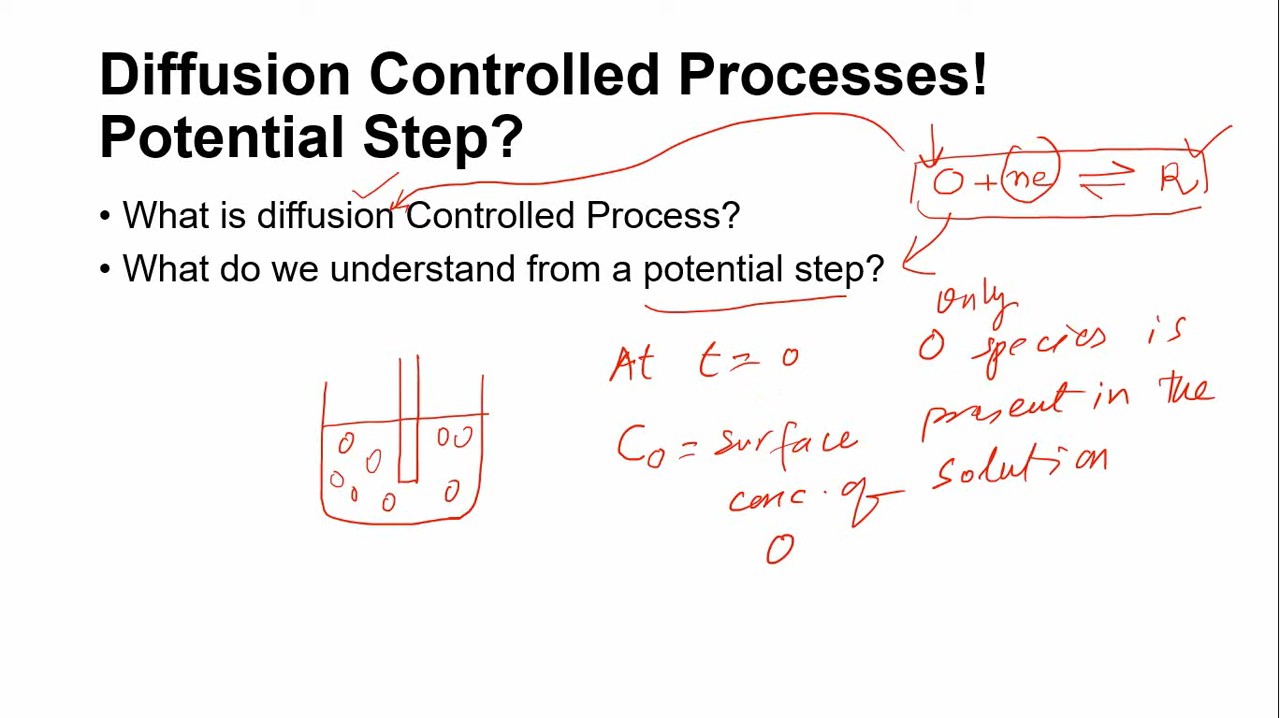 Diffusion Controlled Processes!
Potential Step?
O + ne ⇌ R
• What is diffusion Controlled Process?
• What do we understand from a potential step?
only
O species is
present in the
solution
At t = 0
C₀ = surface
conc. of
O
O
O
O
O
O
O
O
O